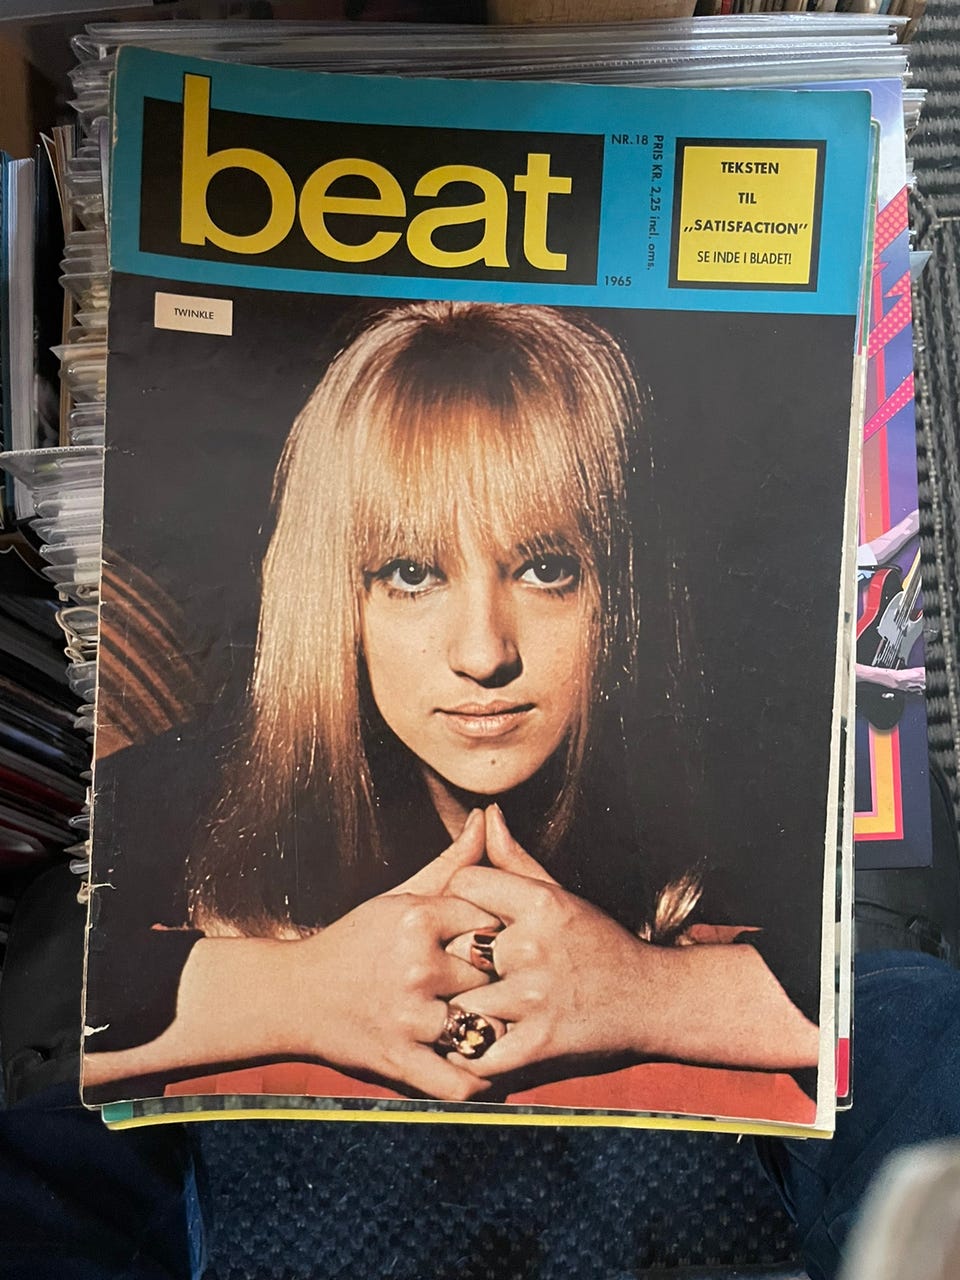 beat
NR. 18
PRIS KR. 2,25 incl. oms.
1965
TEKSTEN
TIL
„SATISFACTION”
SE INDE I BLADET!
TWINKLE